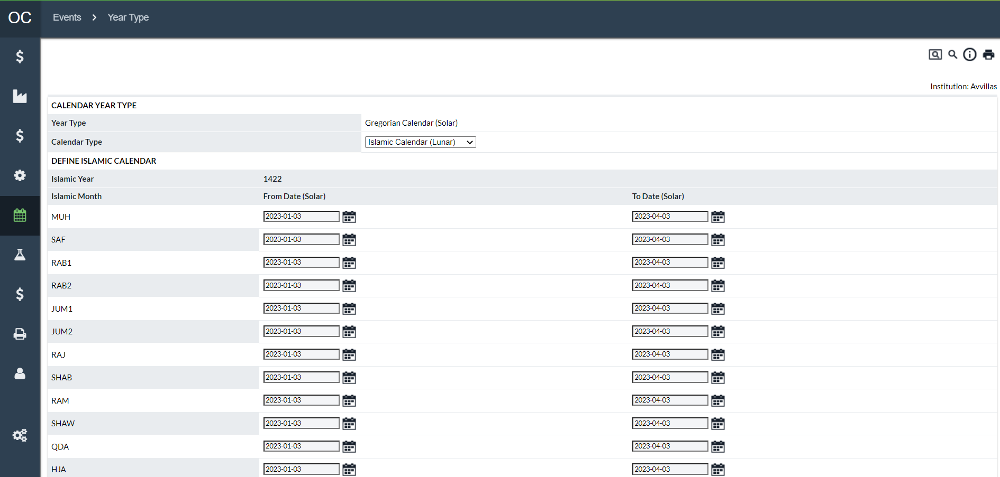 OC
Events Year Type
Institution: Avvillas
CALENDAR YEAR TYPE
Year Type Gregorian Calendar (Solar)
Calendar Type Islamic Calendar (Lunar)
DEFINE ISLAMIC CALENDAR
Islamic Year 1422
Islamic Month From Date (Solar) To Date (Solar)
MUH 2023-01-03 2023-04-03
SAF 2023-01-03 2023-04-03
RAB1 2023-01-03 2023-04-03
RAB2 2023-01-03 2023-04-03
JUM1 2023-01-03 2023-04-03
JUM2 2023-01-03 2023-04-03
RAJ 2023-01-03 2023-04-03
SHAB 2023-01-03 2023-04-03
RAM 2023-01-03 2023-04-03
SHAW 2023-01-03 2023-04-03
QDA 2023-01-03 2023-04-03
HJA 2023-01-03 2023-04-03